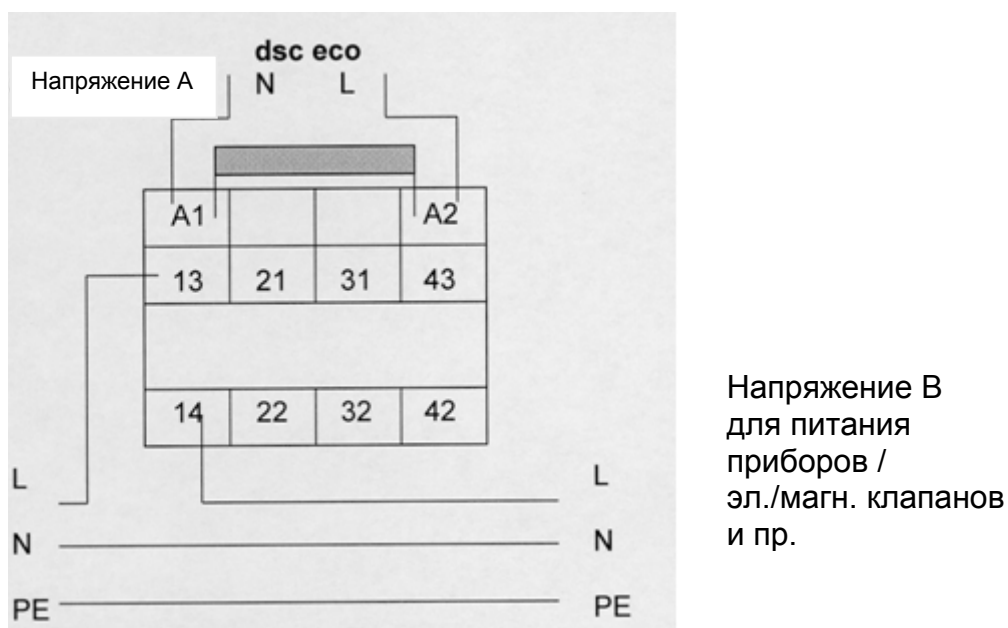 dsc eco
Напряжение А
N L
A1 A2
13 21 31 43
14 22 32 42
L L
N N
PE PE
Напряжение В
для питания
приборов /
эл./магн. клапанов
и пр.